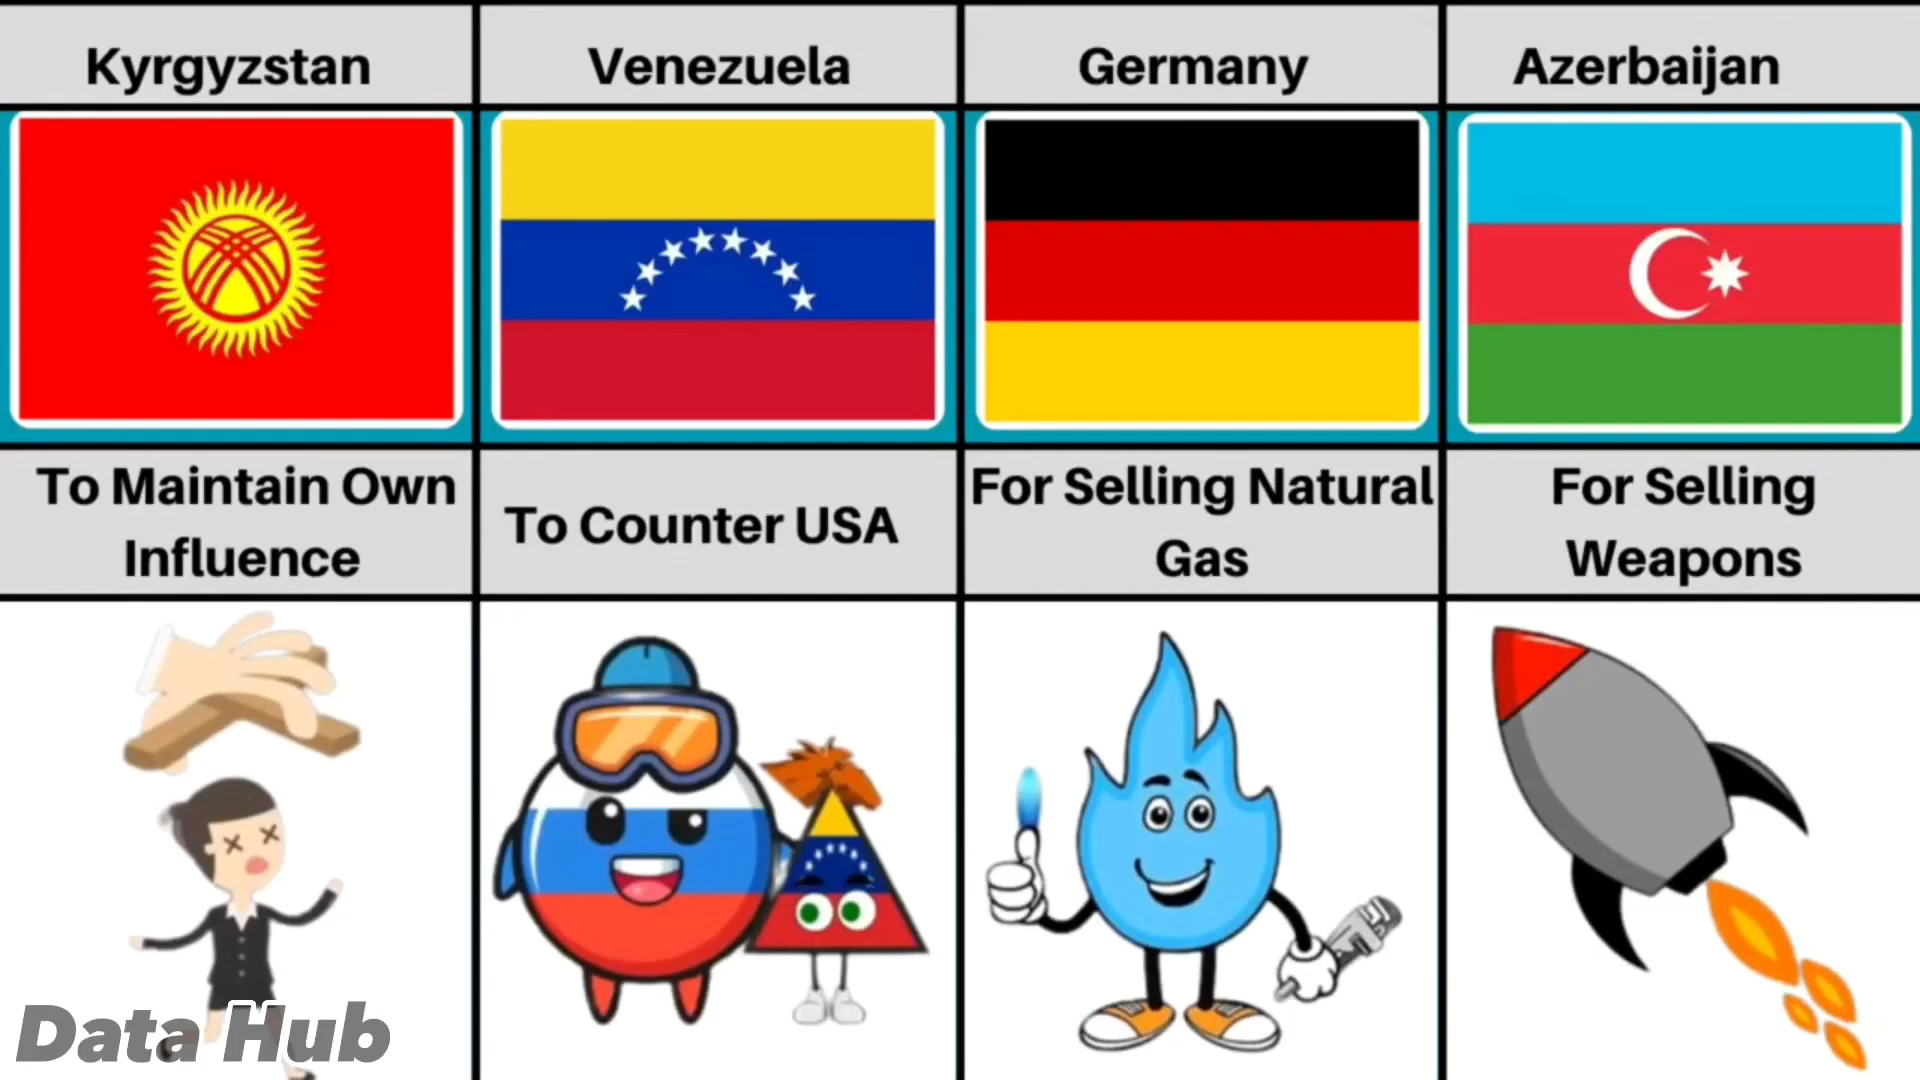 Kyrgyzstan
Venezuela
Germany
Azerbaijan
To Maintain Own
Influence
To Counter USA
For Selling Natural
Gas
For Selling
Weapons
Data Hub